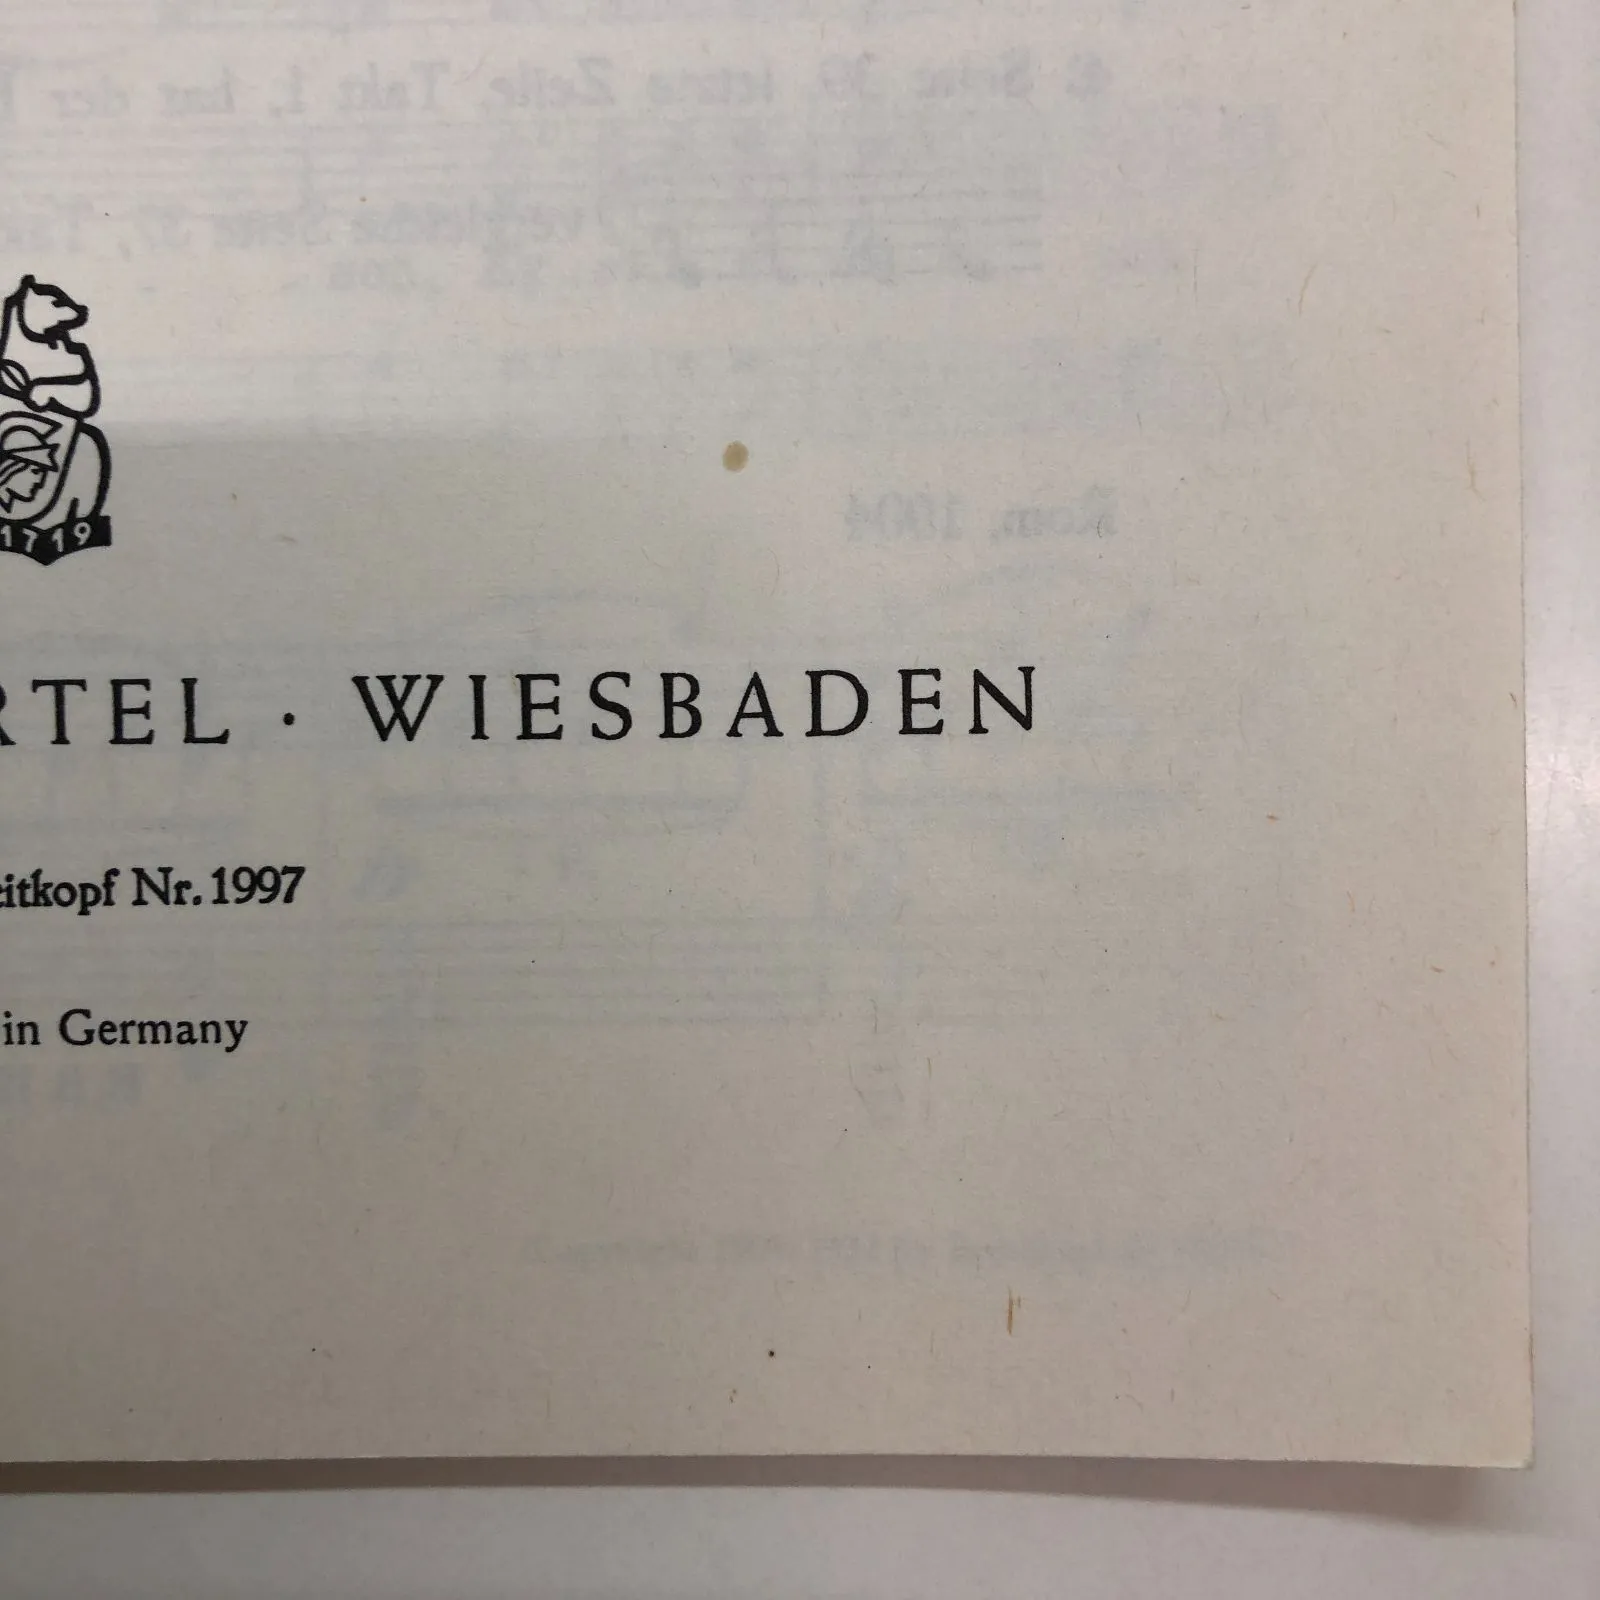 1719
RTEL · WIESBADEN
eitkopf Nr. 1997
in Germany